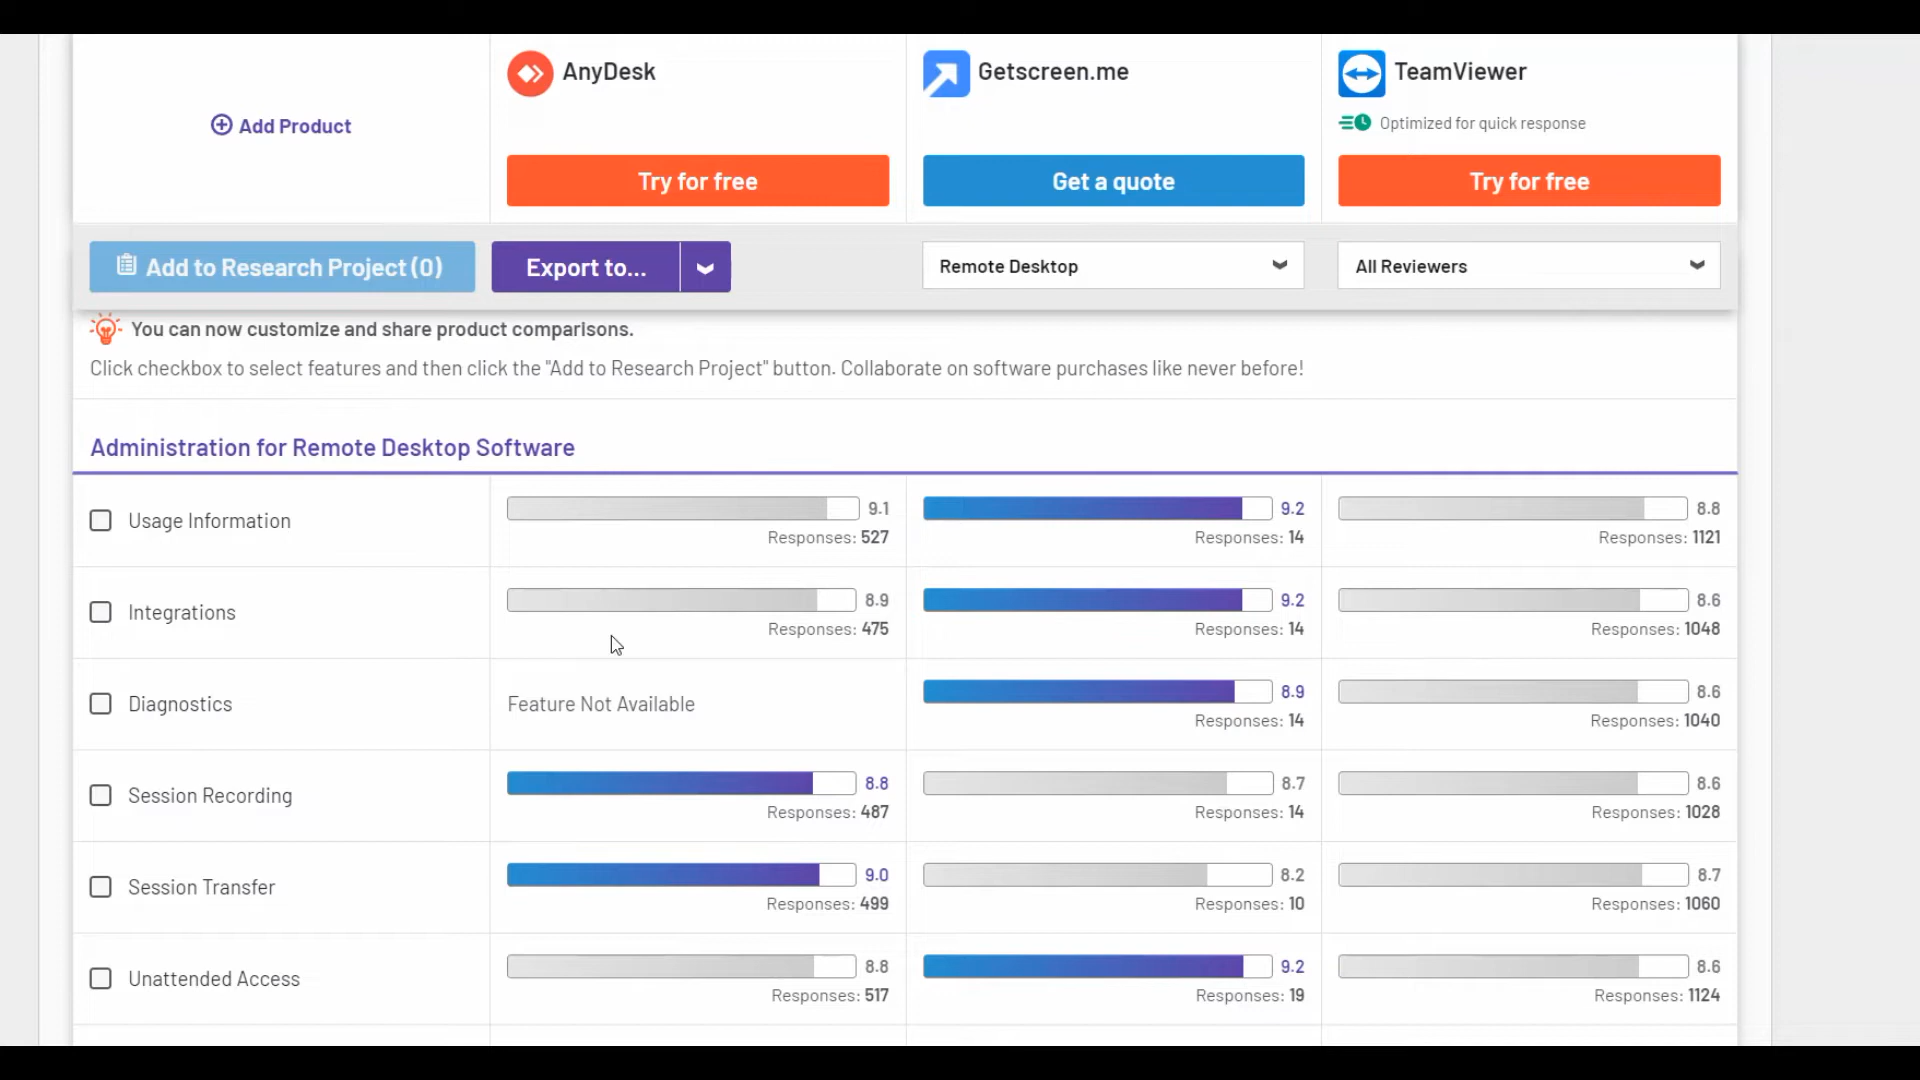 AnyDesk
Getscreen.me
TeamViewer
Add Product
Optimized for quick response
Try for free
Get a quote
Try for free
Add to Research Project (0)
Export to...
Remote Desktop
All Reviewers
You can now customize and share product comparisons.
Click checkbox to select features and then click the "Add to Research Project" button. Collaborate on software purchases like never before!
Administration for Remote Desktop Software
Usage Information
9.1
Responses: 527
9.2
Responses: 14
8.8
Responses: 1121
Integrations
8.9
Responses: 475
9.2
Responses: 14
8.6
Responses: 1048
Diagnostics
Feature Not Available
8.9
Responses: 14
8.6
Responses: 1040
Session Recording
8.8
Responses: 487
8.7
Responses: 14
8.6
Responses: 1028
Session Transfer
9.0
Responses: 499
8.2
Responses: 10
8.7
Responses: 1060
Unattended Access
8.8
Responses: 517
9.2
Responses: 19
8.6
Responses: 1124